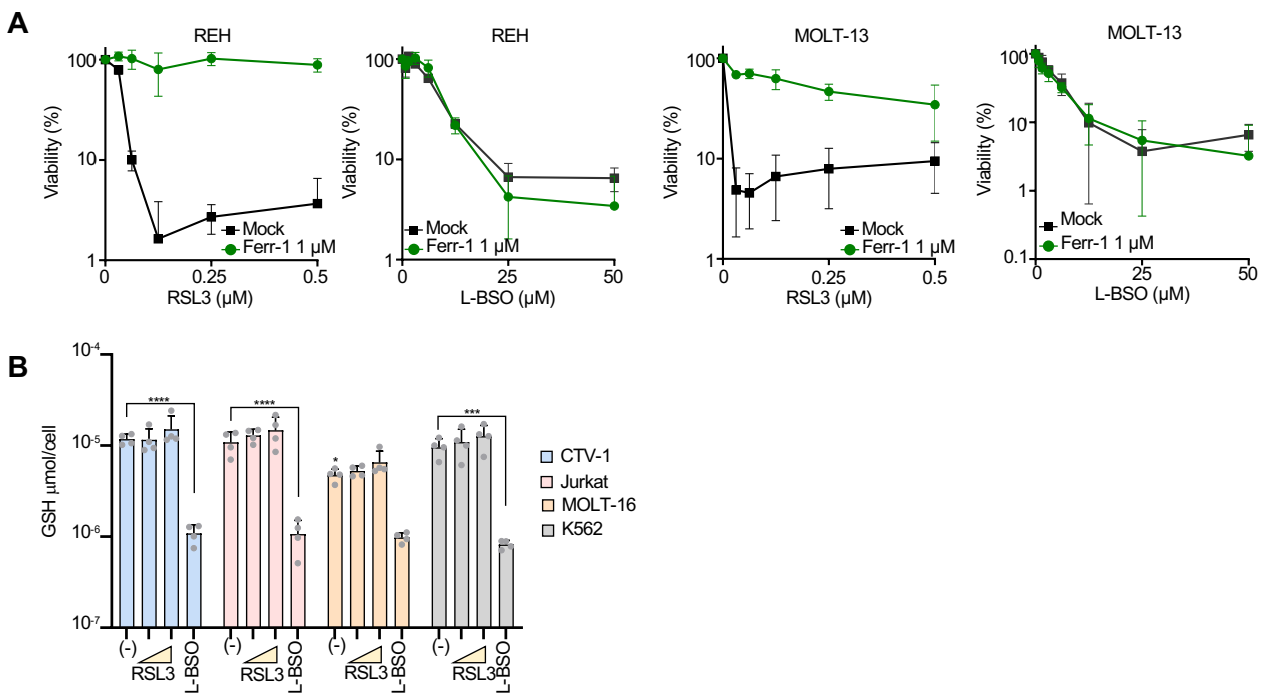 A
REH
100
10
1
Viability (%)
0
0.25
0.5
RSL3 (μM)
Mock
Ferr-1 1 μM
REH
100
10
1
Viability (%)
0
25
50
L-BSO (μM)
Mock
Ferr-1 1 μM
MOLT-13
100
10
1
Viability (%)
0
0.25
0.5
RSL3 (μM)
Mock
Ferr-1 1 μM
MOLT-13
100
10
1
0.1
Viability (%)
0
25
50
L-BSO (μM)
Mock
Ferr-1 1 μM
B
GSH μmol/cell
10⁻⁴
10⁻⁵
10⁻⁶
10⁻⁷
****
****
*
***
(-)
RSL3
L-BSO
(-)
RSL3
L-BSO
(-)
RSL3
L-BSO
(-)
RSL3
L-BSO
CTV-1
Jurkat
MOLT-16
K562